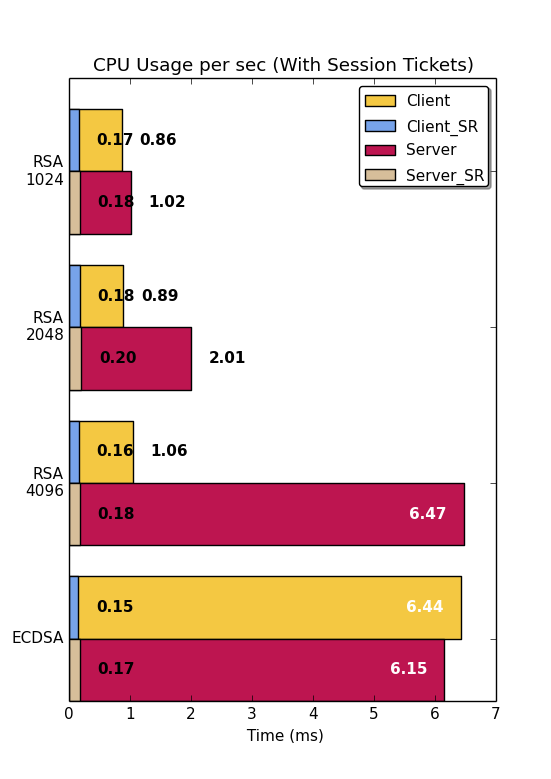 CPU Usage per sec (With Session Tickets)
Client
Client_SR
Server
Server_SR
RSA
1024
0.17 0.86
0.18 1.02
RSA
2048
0.18 0.89
0.20 2.01
RSA
4096
0.16 1.06
0.18 6.47
ECDSA
0.15 6.44
0.17 6.15
0 1 2 3 4 5 6 7
Time (ms)